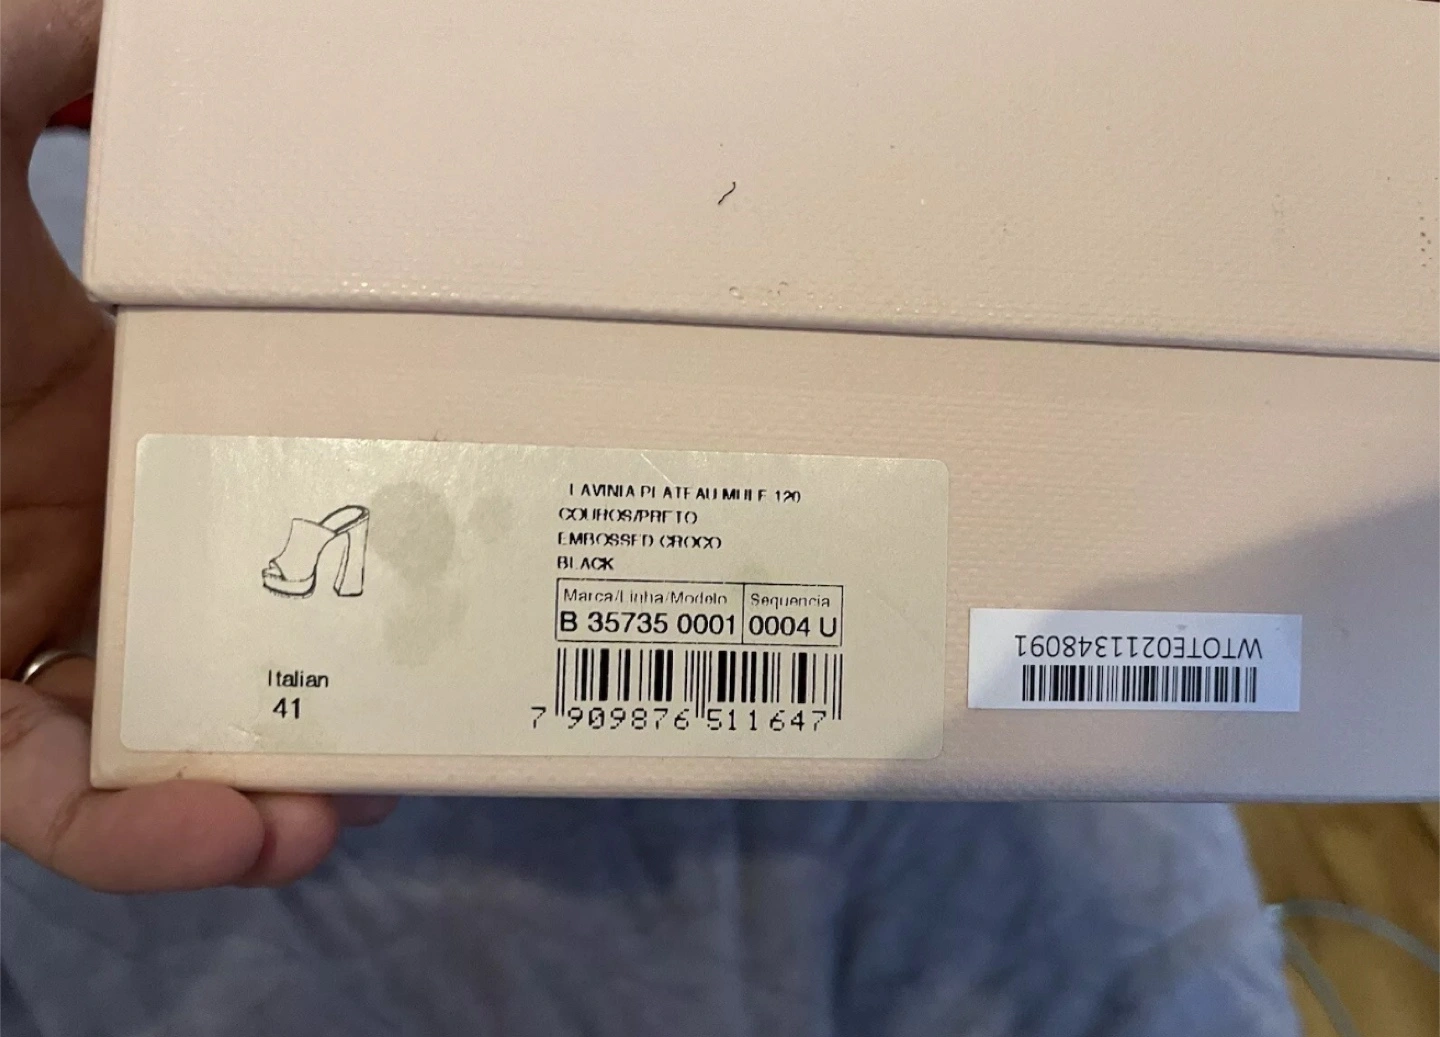 LAVINIA PLATEAU MULE 120
COUROS/PRETO
EMBOSSED CROCO
BLACK
Marca/Linha/Modelo Sequencia
B 35735 0001 0004 U
7 909876 511647
Italian
41
WTOTE0211348091